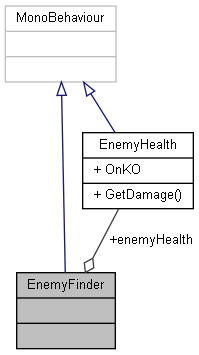 MonoBehaviour
EnemyHealth
+ OnKO
+ GetDamage()
+enemyHealth
EnemyFinder